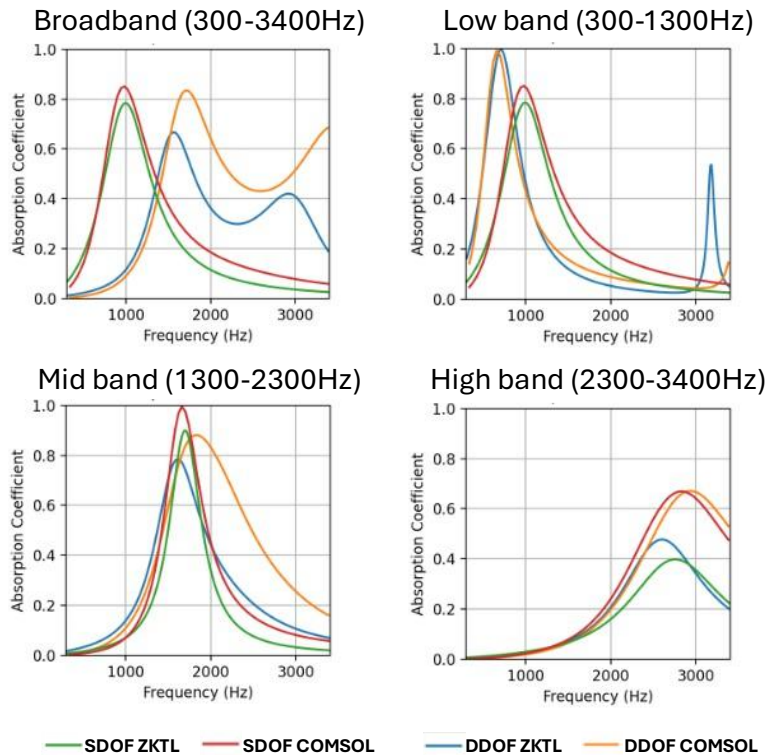 Broadband (300-3400Hz)
Low band (300-1300Hz)
1.0
0.8
0.6
0.4
0.2
0.0
Absorption Coefficient
1000
2000
3000
Frequency (Hz)
1.0
0.8
0.6
0.4
0.2
0.0
Absorption Coefficient
1000
2000
3000
Frequency (Hz)
Mid band (1300-2300Hz)
High band (2300-3400Hz)
1.0
0.8
0.6
0.4
0.2
0.0
Absorption Coefficient
1000
2000
3000
Frequency (Hz)
1.0
0.8
0.6
0.4
0.2
0.0
Absorption Coefficient
1000
2000
3000
Frequency (Hz)
SDOF ZKTL
SDOF COMSOL
DDOF ZKTL
DDOF COMSOL